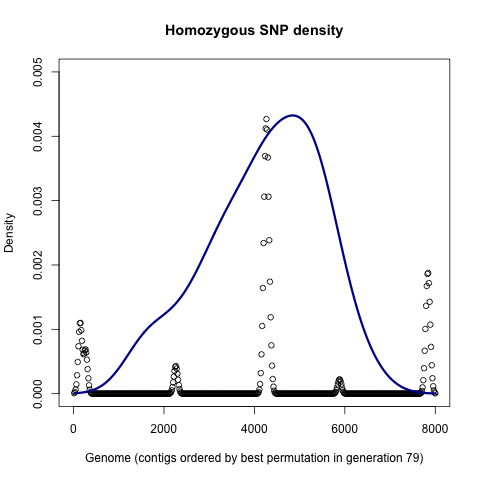 Homozygous SNP density
0.005
0.004
0.003
0.002
0.001
0.000
Density
0 2000 4000 6000 8000
Genome (contigs ordered by best permutation in generation 79)